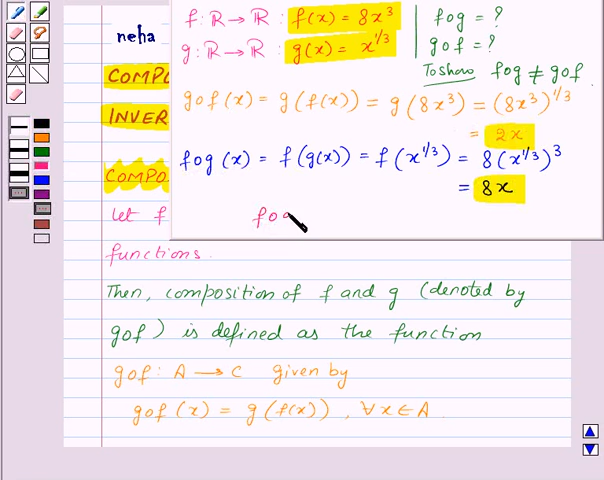 f: ℝ → ℝ : f(x) = 8x³
g: ℝ → ℝ : g(x) = x^1/3
fog = ?
gof = ?
To show fog ≠ gof
gof(x) = g(f(x)) = g(8x³) = (8x³)^1/3
= 2x
fog(x) = f(g(x)) = f(x^1/3) = 8(x^1/3)³
= 8x
fog
neha
COMPO
INVER
COMPO
let f
functions.
Then, composition of f and g (denoted by
gof) is defined as the function
gof: A → C given by
gof(x) = g(f(x)), ∀x∈A.